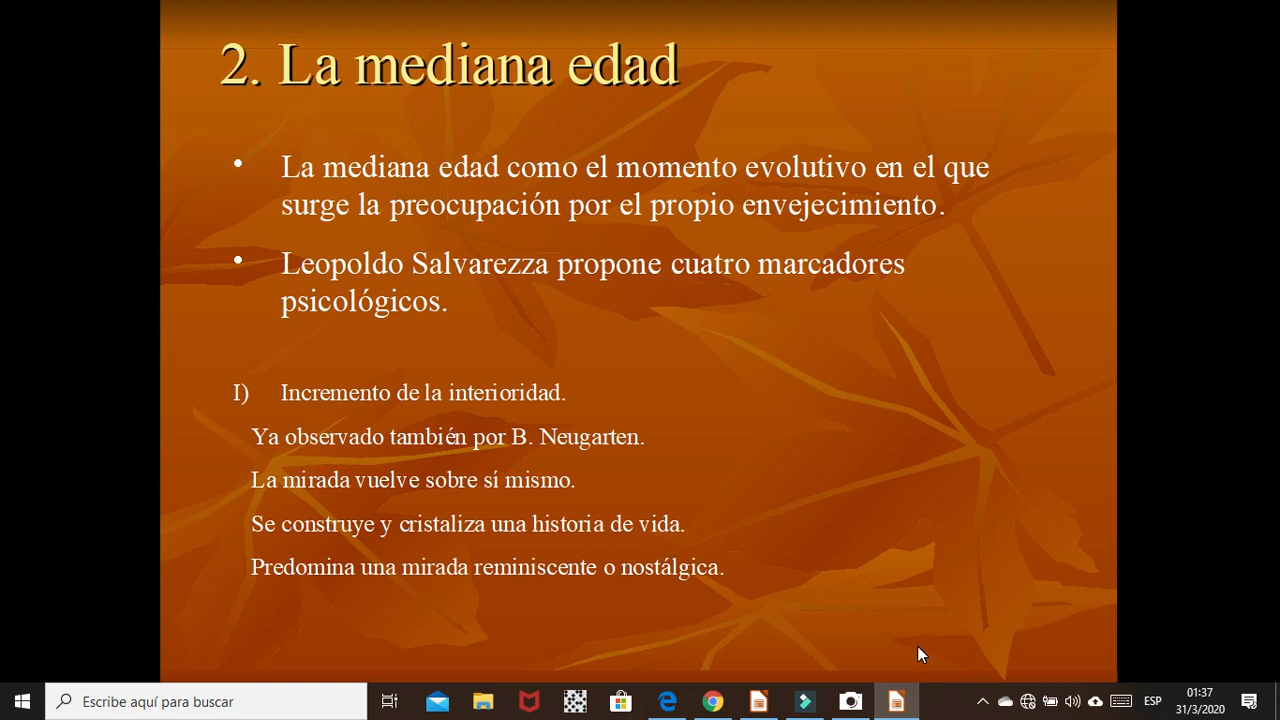 2. La mediana edad
• La mediana edad como el momento evolutivo en el que
surge la preocupación por el propio envejecimiento.
• Leopoldo Salvarezza propone cuatro marcadores
psicológicos.
I) Incremento de la interioridad.
Ya observado también por B. Neugarten.
La mirada vuelve sobre sí mismo.
Se construye y cristaliza una historia de vida.
Predomina una mirada reminiscente o nostálgica.
Escribe aquí para buscar
ESP
01:37
31/3/2020